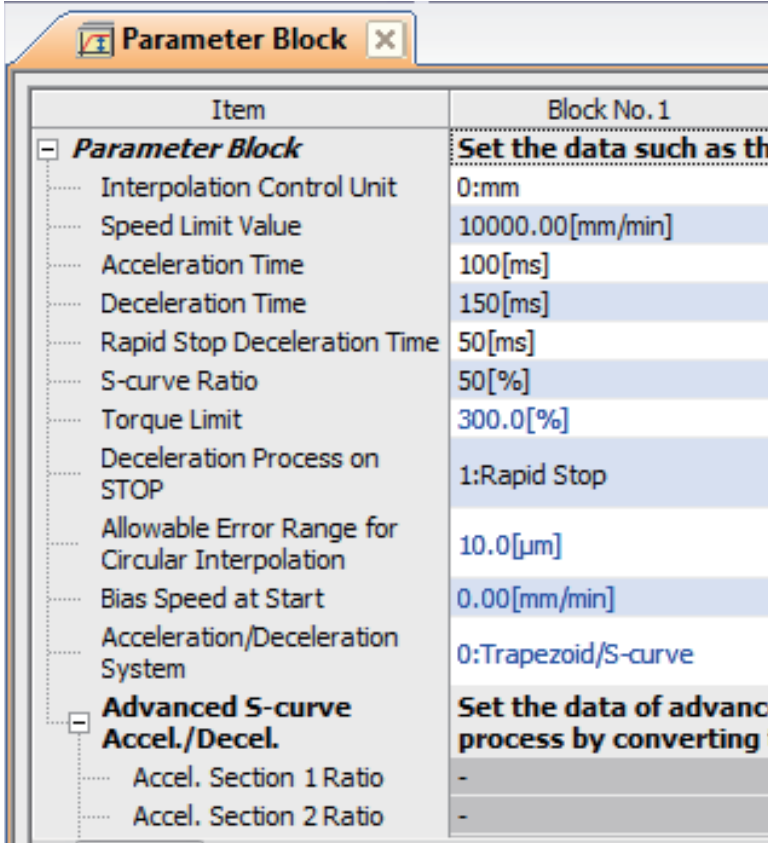 Parameter Block
Item Block No. 1
Parameter Block Set the data such as th
Interpolation Control Unit 0:mm
Speed Limit Value 10000.00[mm/min]
Acceleration Time 100[ms]
Deceleration Time 150[ms]
Rapid Stop Deceleration Time 50[ms]
S-curve Ratio 50[%]
Torque Limit 300.0[%]
Deceleration Process on
STOP 1:Rapid Stop
Allowable Error Range for
Circular Interpolation 10.0[µm]
Bias Speed at Start 0.00[mm/min]
Acceleration/Deceleration
System 0:Trapezoid/S-curve
Advanced S-curve Set the data of advanc
Accel./Decel. process by converting
Accel. Section 1 Ratio -
Accel. Section 2 Ratio -